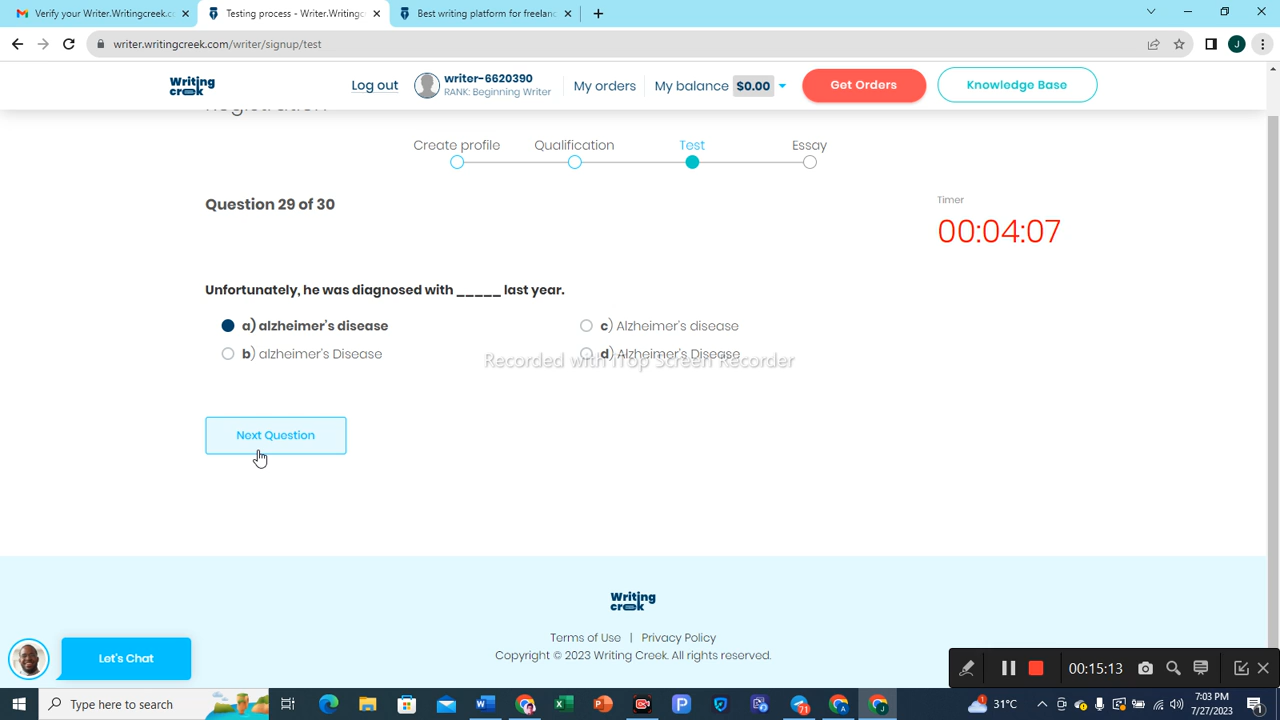 Verify your Writer.Writingcreek.c
Testing process - Writer.Writingc
Best writing platform for freelanc
writer.writingcreek.com/writer/signup/test
J
Writing
creek
Log out
writer-6620390
RANK: Beginning Writer
My orders
My balance $0.00
Get Orders
Knowledge Base
Registration
Create profile
Qualification
Test
Essay
Question 29 of 30
Timer
00:04:07
Unfortunately, he was diagnosed with _____ last year.
a) alzheimer's disease
c) Alzheimer's disease
b) alzheimer's Disease
d) Alzheimer's Disease
Recorded with iTop Screen Recorder
Next Question
Writing
creek
Terms of Use | Privacy Policy
Copyright © 2023 Writing Creek. All rights reserved.
Let's Chat
00:15:13
Type here to search
31°C
7:03 PM
7/27/2023